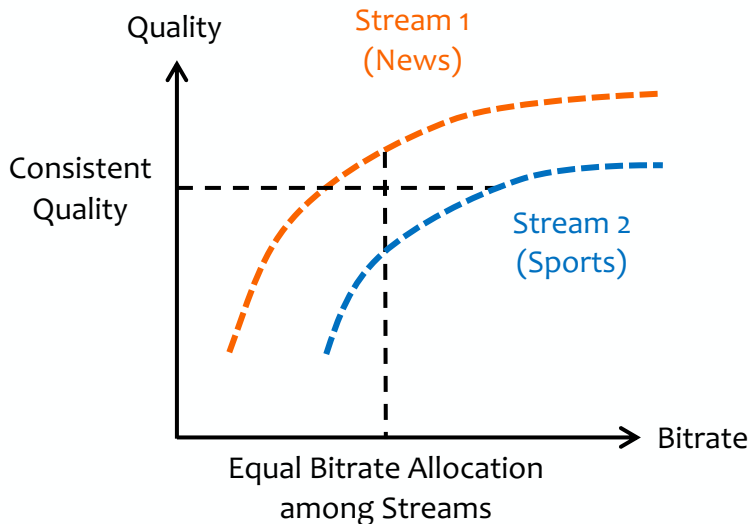 Quality
Stream 1
(News)
Consistent
Quality
Stream 2
(Sports)
Bitrate
Equal Bitrate Allocation
among Streams